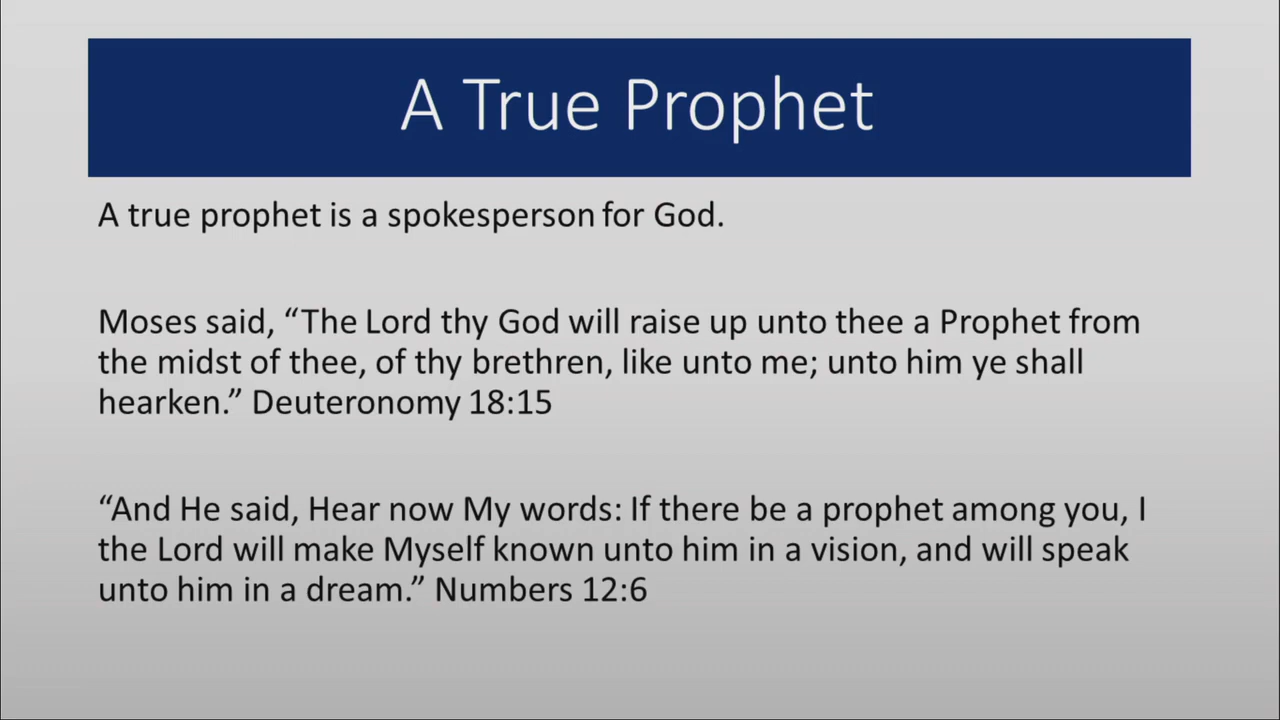 A True Prophet
A true prophet is a spokesperson for God.
Moses said, “The Lord thy God will raise up unto thee a Prophet from
the midst of thee, of thy brethren, like unto me; unto him ye shall
hearken.” Deuteronomy 18:15
“And He said, Hear now My words: If there be a prophet among you, I
the Lord will make Myself known unto him in a vision, and will speak
unto him in a dream.” Numbers 12:6